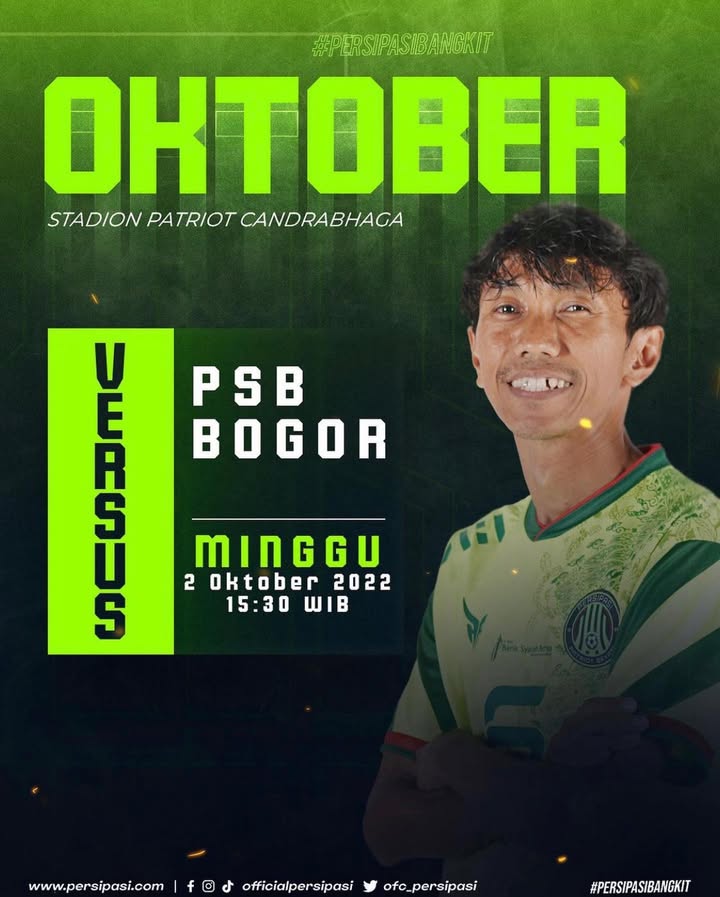 #PERSIPASIBANGKIT
OKTOBER
STADION PATRIOT CANDRABHAGA
VERSUS
PSB
BOGOR
MINGGU
2 Oktober 2022
15:30 WIB
PERSIPASI
www.persipasi.com | officialpersipasi ofc_persipasi
#PERSIPASIBANGKIT